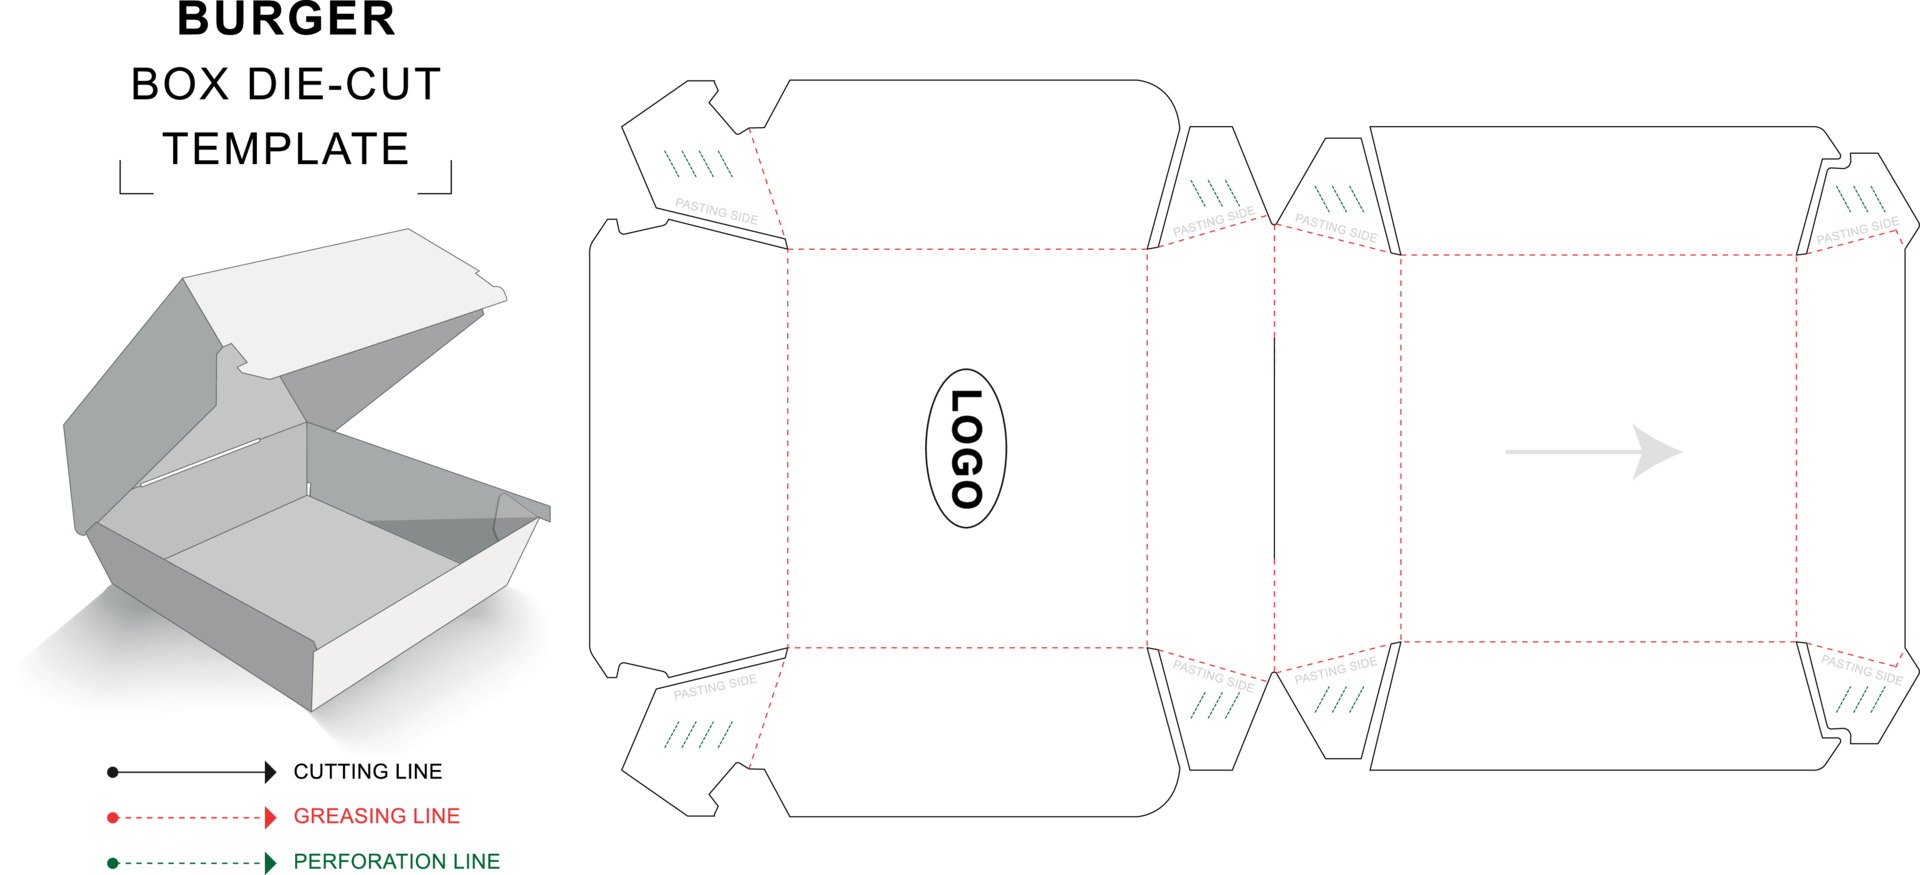 BURGER
BOX DIE-CUT
TEMPLATE
PASTING SIDE
PASTING SIDE
PASTING SIDE
PASTING SIDE
LOGO
PASTING SIDE
PASTING SIDE
PASTING SIDE
PASTING SIDE
CUTTING LINE
GREASING LINE
PERFORATION LINE